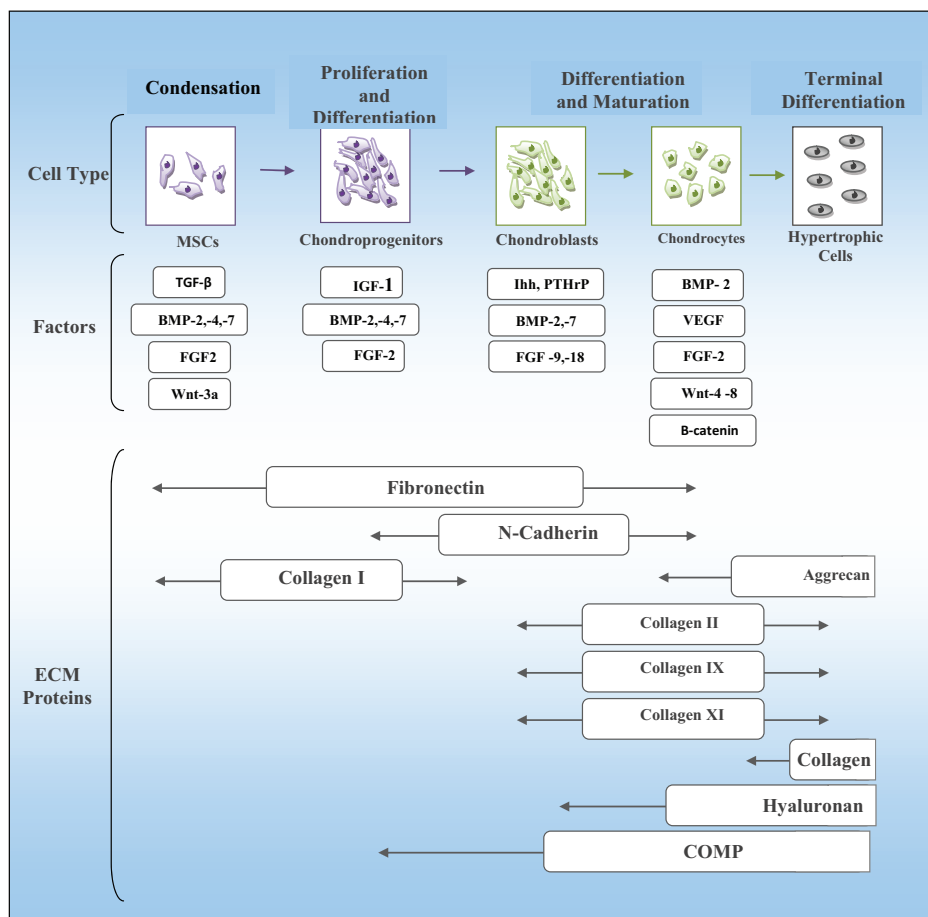 Condensation
Proliferation
and
Differentiation
Differentiation
and Maturation
Terminal
Differentiation
Cell Type
MSCs
Chondroprogenitors
Chondroblasts
Chondrocytes
Hypertrophic
Cells
Factors
TGF-β
BMP-2,-4,-7
FGF2
Wnt-3a
IGF-1
BMP-2,-4,-7
FGF-2
Ihh, PTHrP
BMP-2,-7
FGF -9,-18
BMP- 2
VEGF
FGF-2
Wnt-4 -8
B-catenin
ECM
Proteins
Fibronectin
N-Cadherin
Collagen I
Aggrecan
Collagen II
Collagen IX
Collagen XI
Collagen
Hyaluronan
COMP